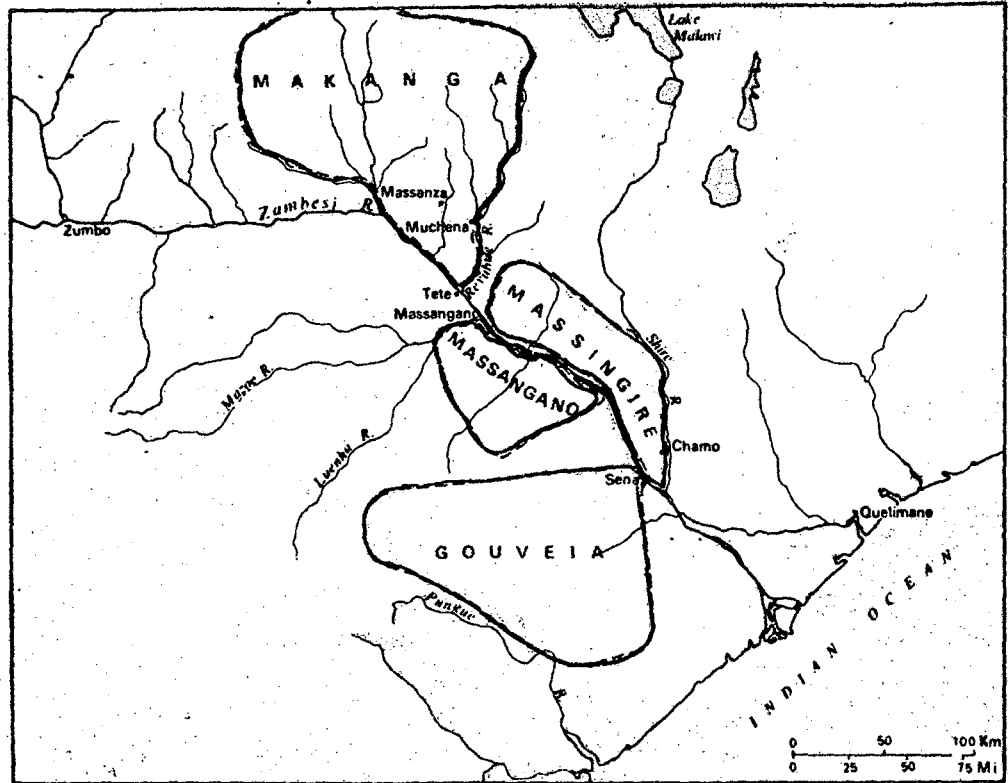 Lake
Malawi
MAKANGA
Massanza
Zambesi R.
Muchena
Zumbo
Revubue R.
Tete
Massangano
MASSINGIRE
MASSANGANO
Shire R.
Mazoe R.
Luenha R.
Chamo
Sena
Quelimane
GOUVEIA
Pungue R.
INDIAN OCEAN
0 50 100 Km
0 25 50 75 Mi